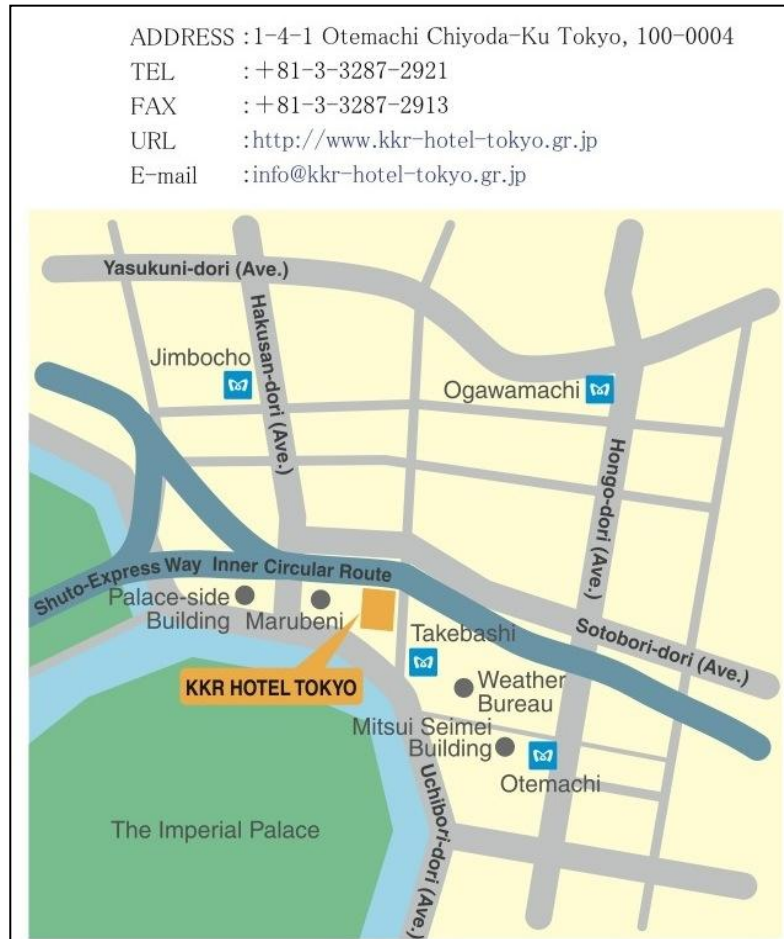 ADDRESS :1-4-1 Otemachi Chiyoda-Ku Tokyo, 100-0004
TEL :+81-3-3287-2921
FAX :+81-3-3287-2913
URL :http://www.kkr-hotel-tokyo.gr.jp
E-mail :info@kkr-hotel-tokyo.gr.jp
Yasukuni-dori (Ave.)
Hakusan-dori (Ave.)
Jimbocho
Ogawamachi
Hongo-dori (Ave.)
Shuto-Express Way Inner Circular Route
Palace-side
Building
Marubeni
KKR HOTEL TOKYO
Takebashi
Sotobori-dori (Ave.)
Weather
Bureau
Mitsui Seimei
Building
Otemachi
Uchibori-dori (Ave.)
The Imperial Palace